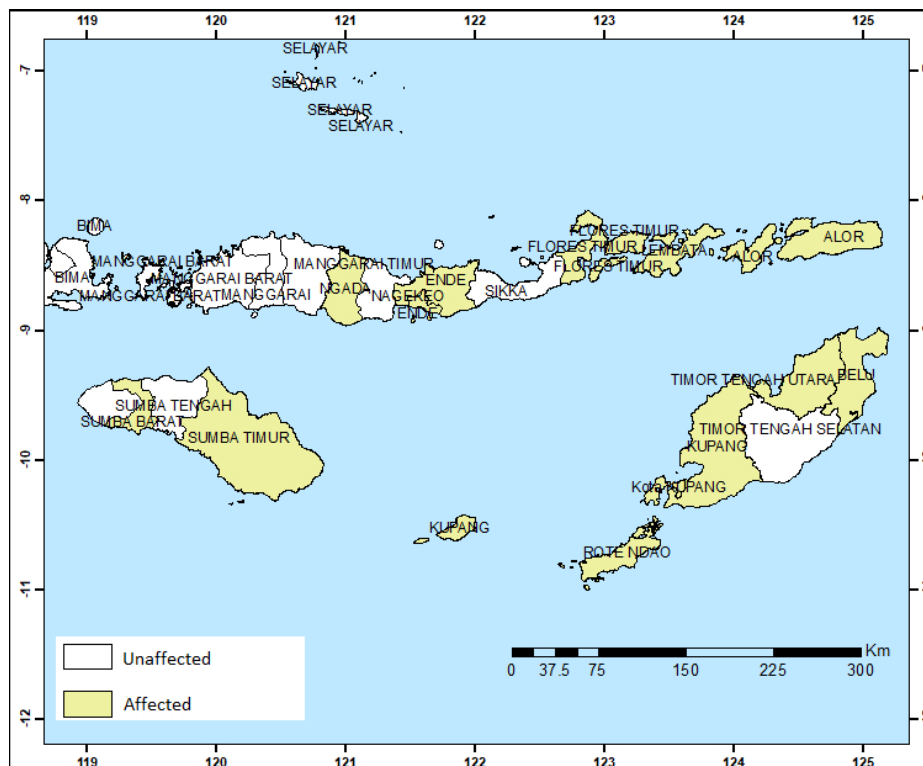 119 120 121 122 123 124 125
-7
-8
-9
-10
-11
-12
SELAYAR
SELAYAR
SELAYAR
SELAYAR
BIMA
FLORES TIMUR
ALOR
FLORES TIMUR
LEMBATA
ALOR
MANGGARAI BARAT
MANGGARAI TIMUR
FLORES TIMUR
BIMA
MANGGARAI BARAT
ENDE
NGADA
SIKKA
MANGGARAI BARAT
MANGGARAI
NAGEKEO
ENDE
TIMOR TENGAH UTARA
BELU
SUMBA TENGAH
SUMBA BARAT
SUMBA TIMUR
TIMOR TENGAH SELATAN
KUPANG
Kota KUPANG
KUPANG
ROTE NDAO
Unaffected
Affected
Km
0 37.5 75 150 225 300
119 120 121 122 123 124 125